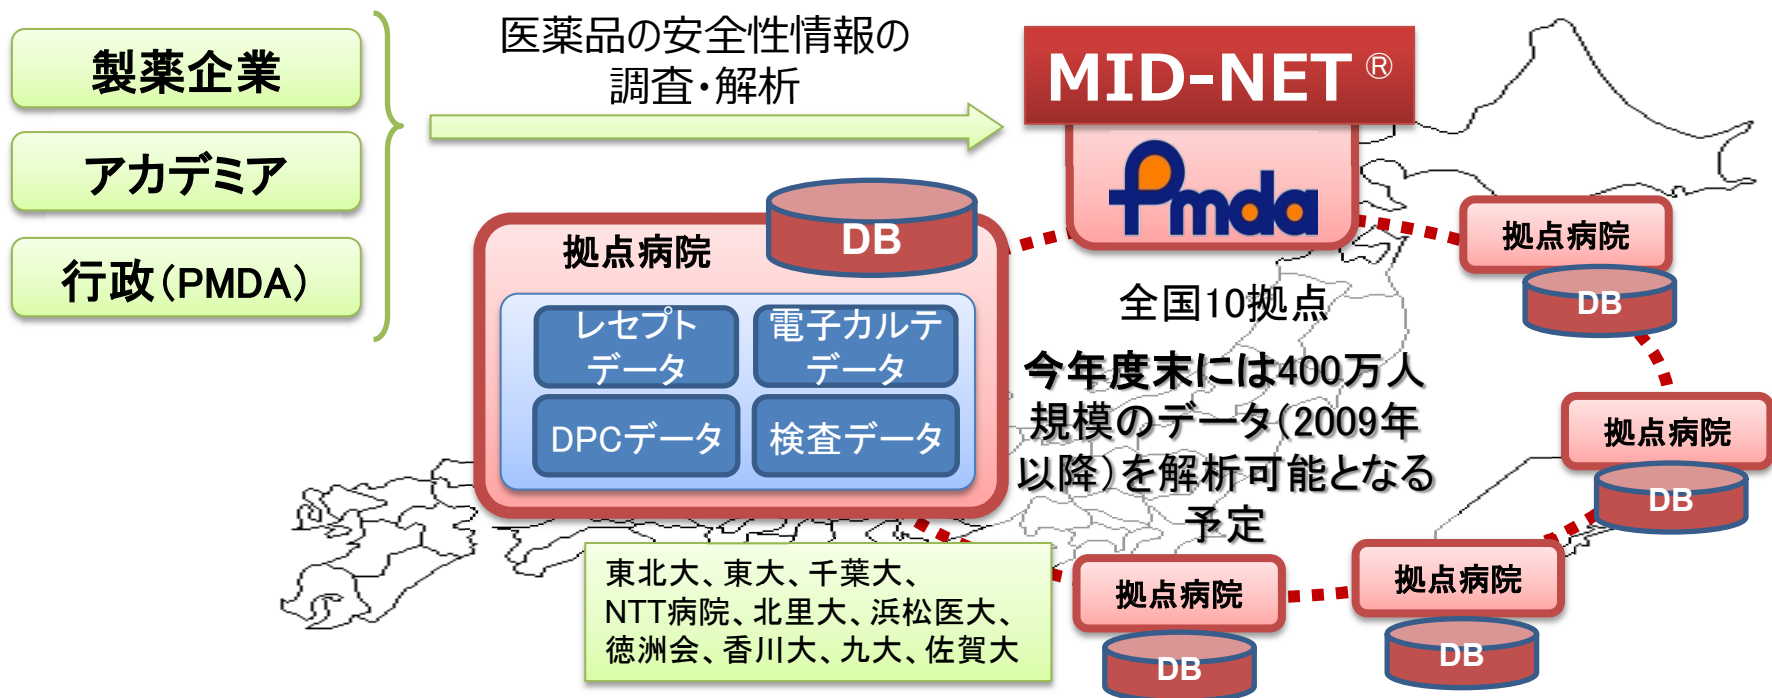 製薬企業
アカデミア
行政(PMDA)
医薬品の安全性情報の
調査・解析
MID-NET®
Pmda
拠点病院
DB
レセプト
データ
電子カルテ
データ
DPCデータ
検査データ
全国10拠点
今年度末には400万人
規模のデータ(2009年
以降)を解析可能となる
予定
東北大、東大、千葉大、
NTT病院、北里大、浜松医大、
徳洲会、香川大、九大、佐賀大
拠点病院
DB
拠点病院
DB
拠点病院
DB
拠点病院
DB